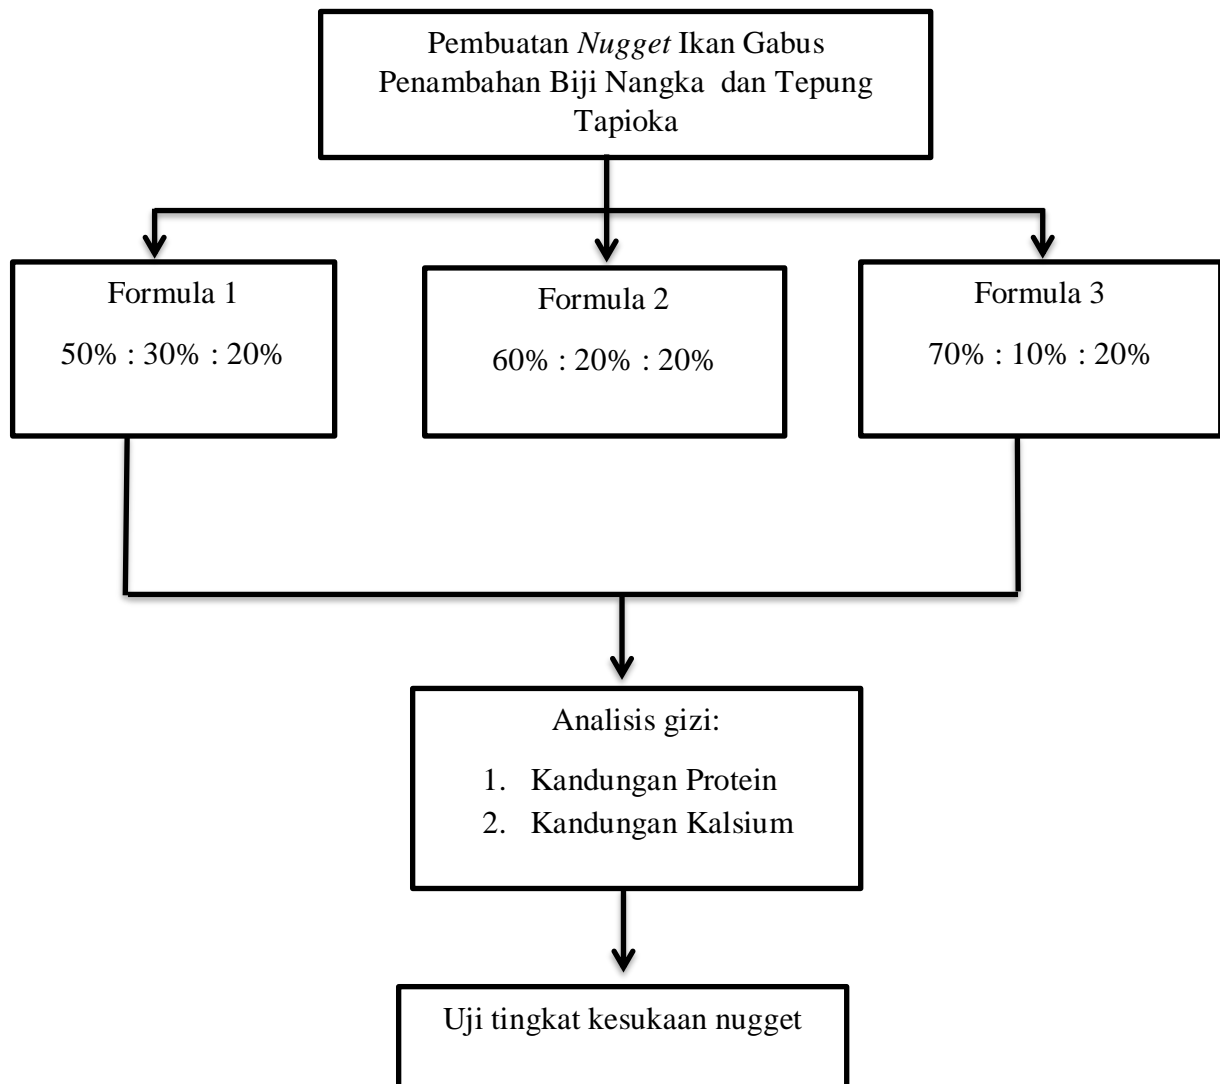 Pembuatan Nugget Ikan Gabus
Penambahan Biji Nangka dan Tepung
Tapioka
Formula 1
50% : 30% : 20%
Formula 2
60% : 20% : 20%
Formula 3
70% : 10% : 20%
Analisis gizi:
1. Kandungan Protein
2. Kandungan Kalsium
Uji tingkat kesukaan nugget